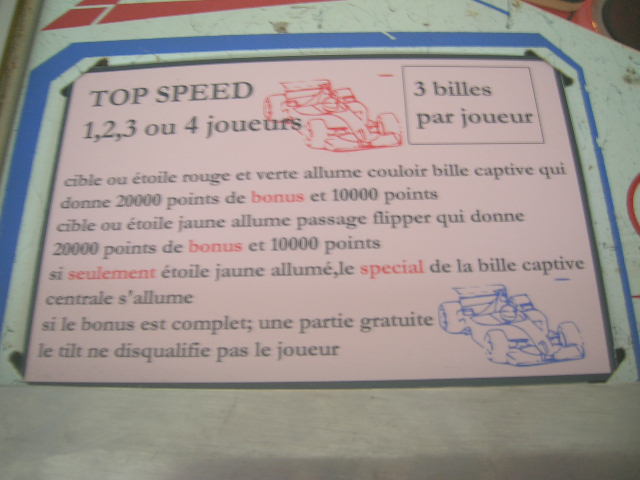 TOP SPEED
1,2,3 ou 4 joueurs
3 billes
par joueur
cible ou étoile rouge et verte allume couloir bille captive qui
donne 20000 points de bonus et 10000 points
cible ou étoile jaune allume passage flipper qui donne
20000 points de bonus et 10000 points
si seulement étoile jaune allumé,le special de la bille captive
centrale s'allume
si le bonus est complet; une partie gratuite
le tilt ne disqualifie pas le joueur